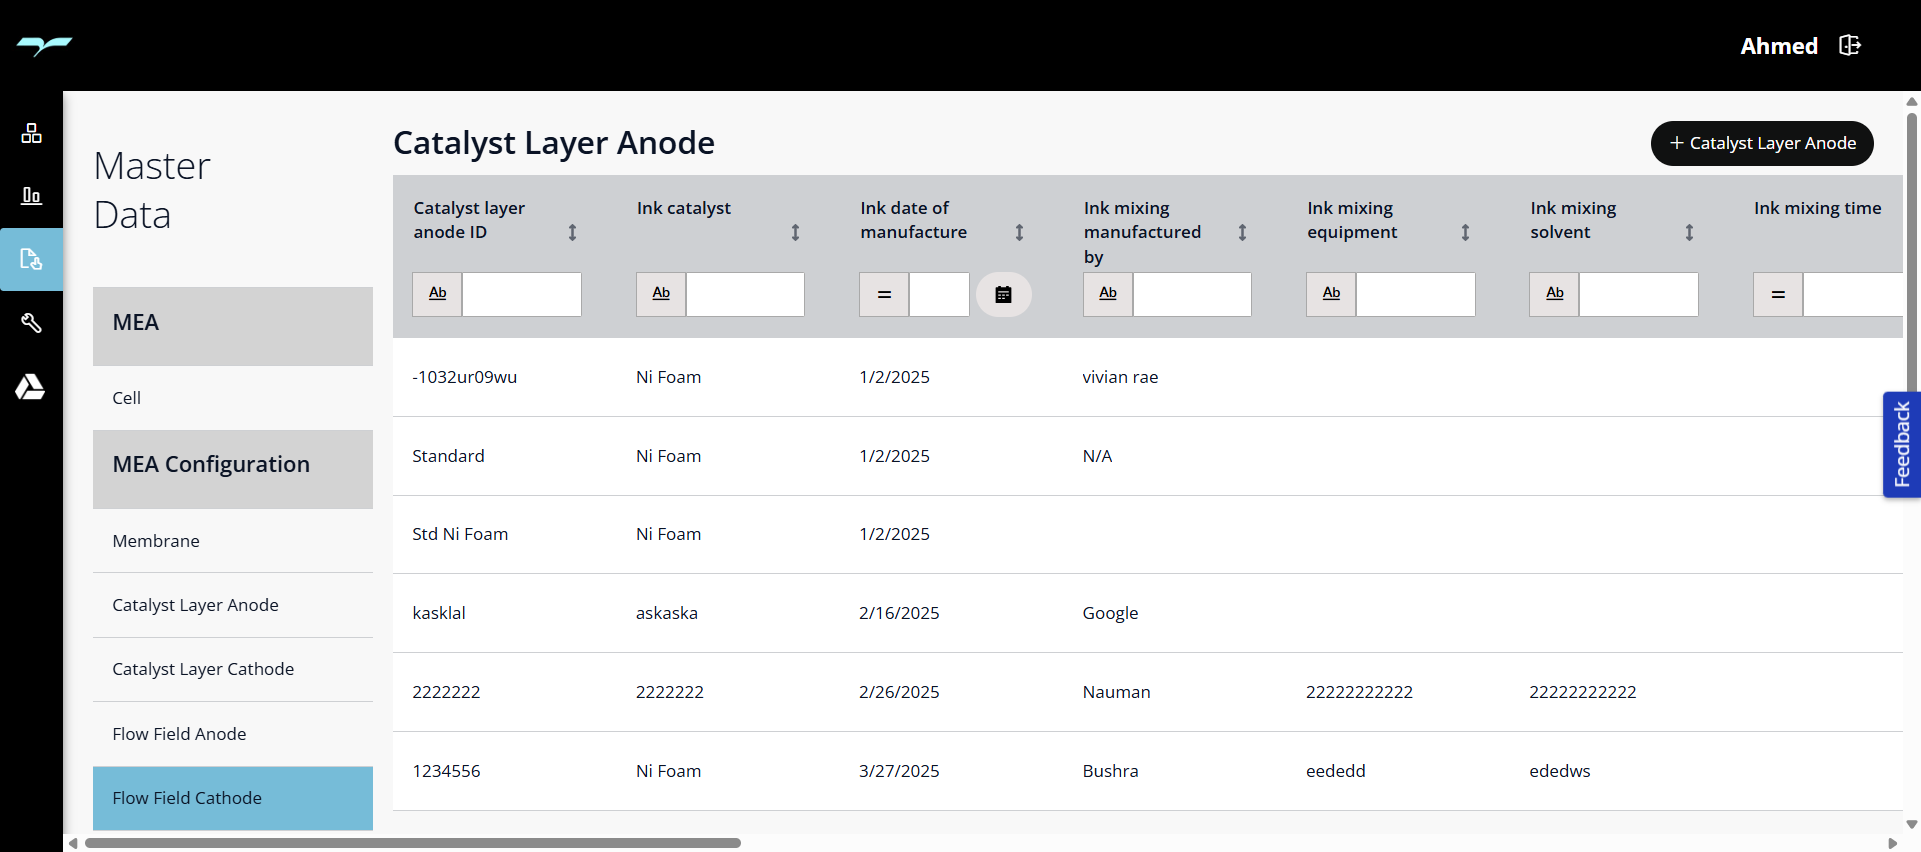 Ahmed
Master
Data
MEA
Cell
MEA Configuration
Membrane
Catalyst Layer Anode
Catalyst Layer Cathode
Flow Field Anode
Flow Field Cathode
Catalyst Layer Anode
+ Catalyst Layer Anode
Catalyst layer
anode ID
Ink catalyst
Ink date of
manufacture
Ink mixing
manufactured
by
Ink mixing
equipment
Ink mixing
solvent
Ink mixing time
Ab
Ab
=
Ab
Ab
Ab
=
-1032ur09wu Ni Foam 1/2/2025 vivian rae
Standard Ni Foam 1/2/2025 N/A
Std Ni Foam Ni Foam 1/2/2025
kasklal askaska 2/16/2025 Google
2222222 2222222 2/26/2025 Nauman 22222222222 22222222222
1234556 Ni Foam 3/27/2025 Bushra eededd ededws
Feedback